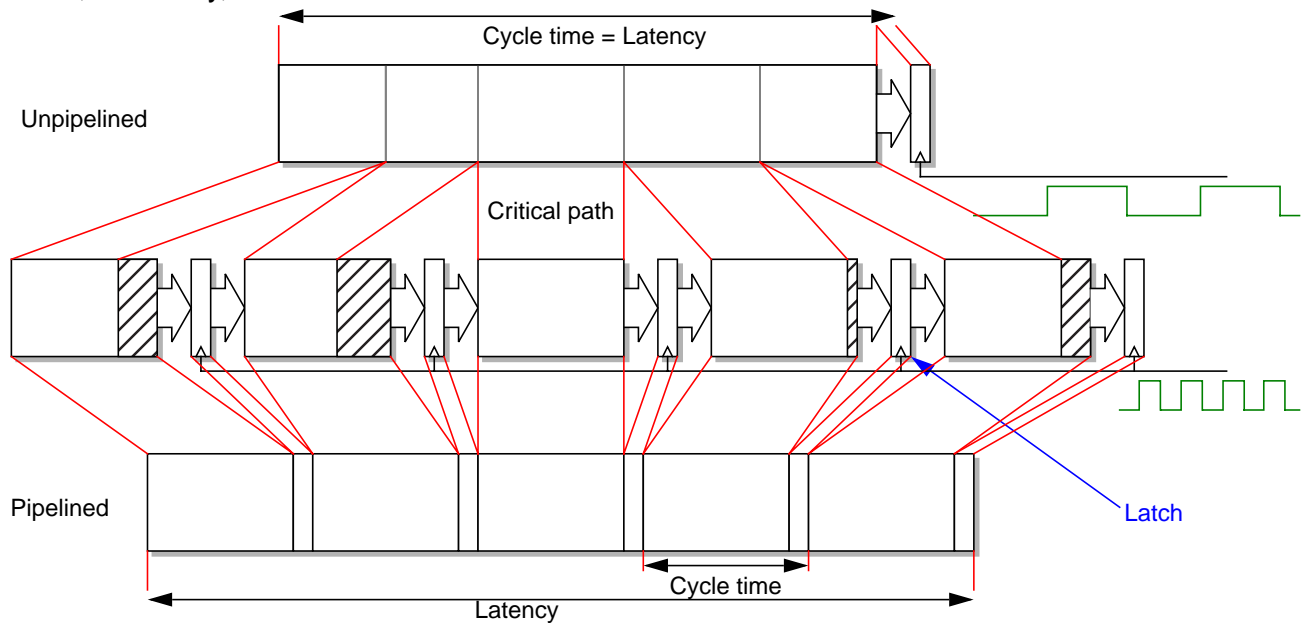 Cycle time = Latency
Unpipelined
Critical path
Pipelined
Latch
Cycle time
Latency